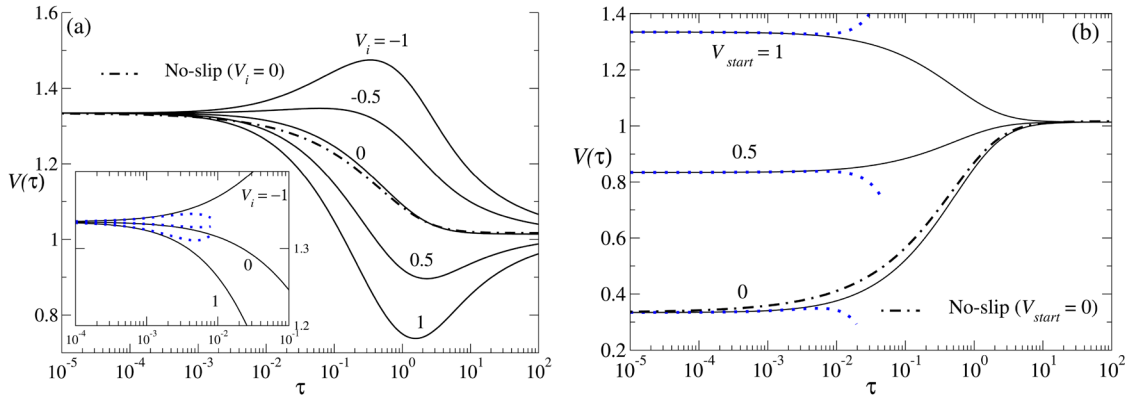 (a)
1.6
1.4
1.2
1
0.8
V(τ)
V_i = −1
No-slip (V_i = 0)
-0.5
0
0.5
1
V_i = −1
0
1
1.3
1.2
10^-4 10^-3 10^-2 10^-1
10^-5 10^-4 10^-3 10^-2 10^-1 10^0 10^1 10^2
τ
(b)
1.4
1.2
1
0.8
0.6
0.4
0.2
V(τ)
V_start = 1
0.5
0
No-slip (V_start = 0)
10^-5 10^-4 10^-3 10^-2 10^-1 10^0 10^1 10^2
τ